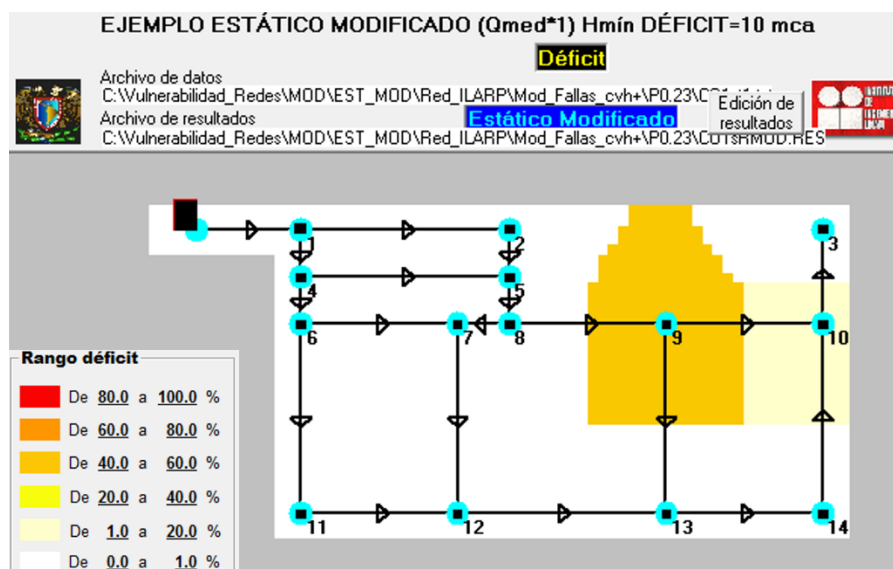 EJEMPLO ESTÁTICO MODIFICADO (Qmed*1) Hmín DÉFICIT=10 mca
Déficit
Archivo de datos
C:\Vulnerabilidad_Redes\MOD\EST_MOD\Red_ILARP\Mod_Fallas_cvh+\P0.23\
Edición de
resultados
Archivo de resultados
Estático Modificado
C:\Vulnerabilidad_Redes\MOD\EST_MOD\Red_ILARP\Mod_Fallas_cvh+\P0.23\
1
2
3
4
5
6
7
8
9
10
11
12
13
14
Rango déficit
De 80.0 a 100.0 %
De 60.0 a 80.0 %
De 40.0 a 60.0 %
De 20.0 a 40.0 %
De 1.0 a 20.0 %
De 0.0 a 1.0 %